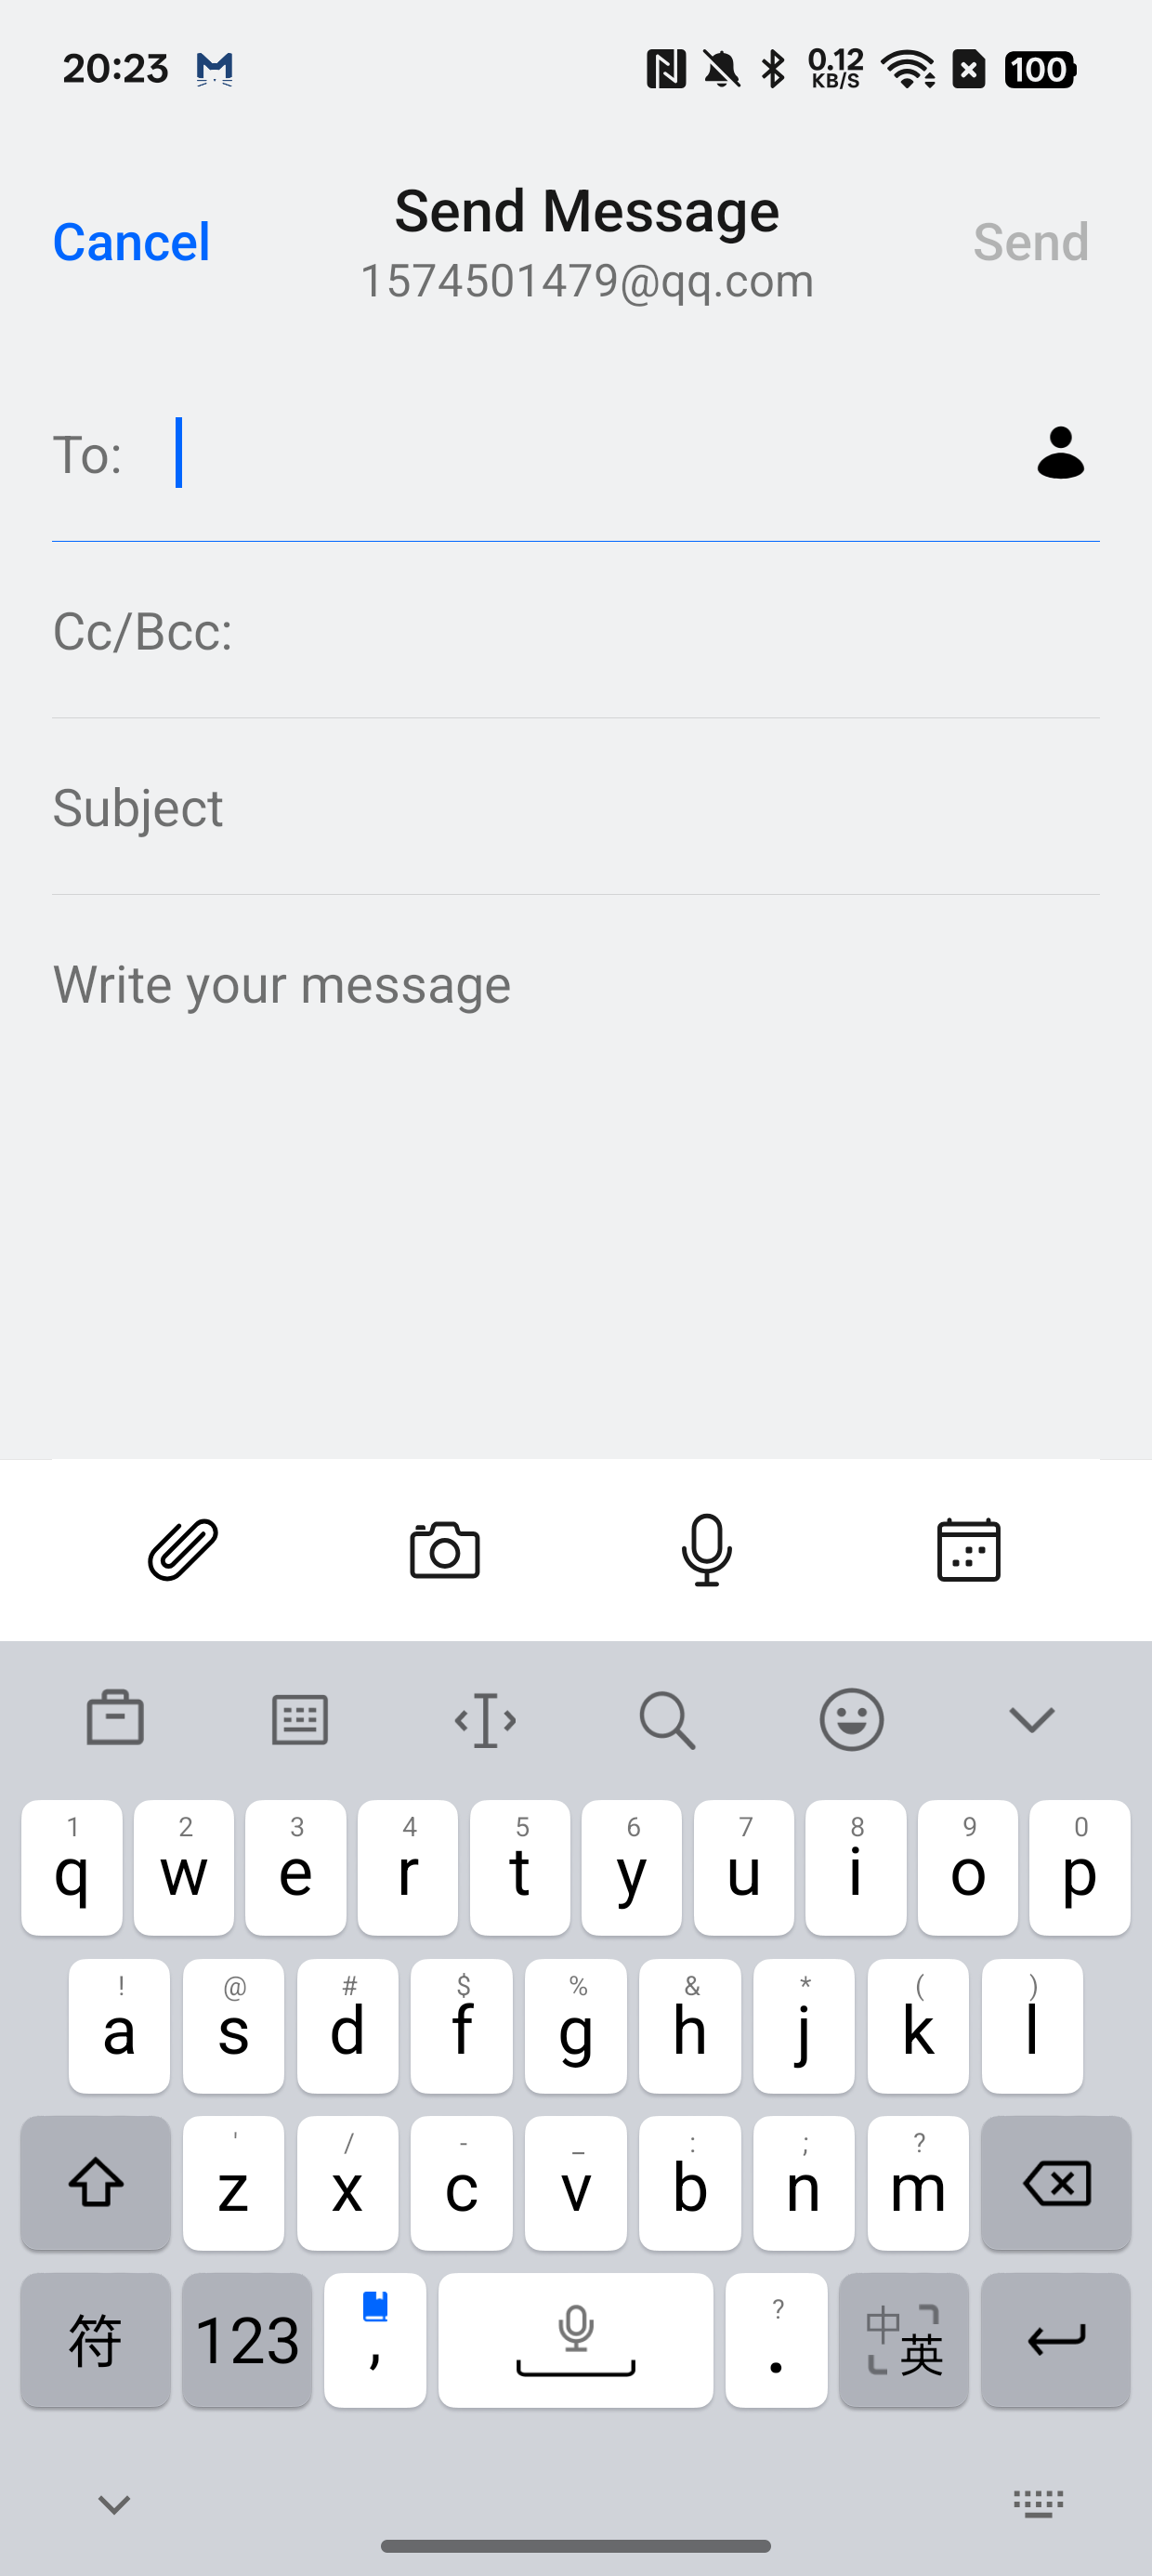 20:23 0.12 KB/S 100
Cancel Send Message Send
1574501479@qq.com
To:
Cc/Bcc:
Subject
Write your message
1 2 3 4 5 6 7 8 9 0
q w e r t y u i o p
! @ # $ % & * ( )
a s d f g h j k l
' / - _ : ; ?
z x c v b n m
?
符 123 , . 中 英